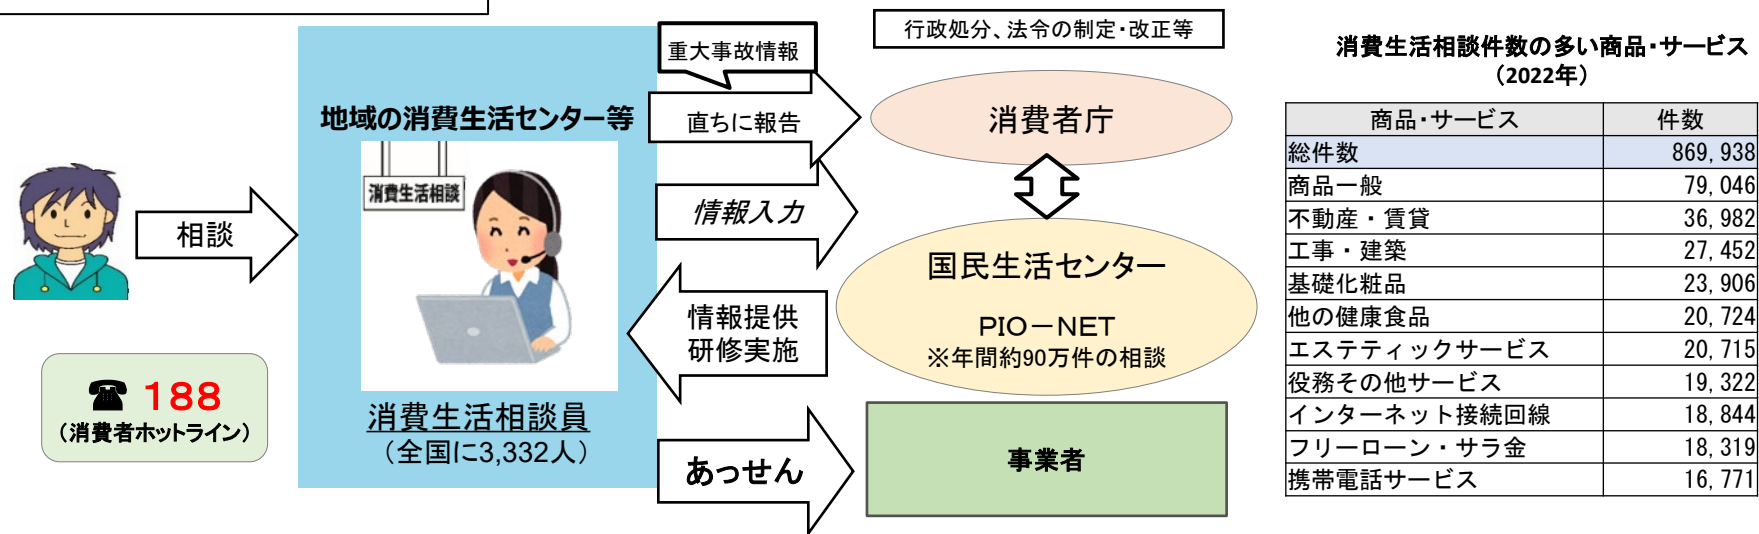 重大事故情報
行政処分、法令の制定・改正等
地域の消費生活センター等
直ちに報告
消費者庁
消費生活相談
相談
情報入力
国民生活センター
PIO－NET
※年間約90万件の相談
情報提供
研修実施
☎ 188
（消費者ホットライン）
消費生活相談員
（全国に3,332人）
あっせん
事業者
消費生活相談件数の多い商品・サービス
（2022年）
商品・サービス 件数
総件数 869,938
商品一般 79,046
不動産・賃貸 36,982
工事・建築 27,452
基礎化粧品 23,906
他の健康食品 20,724
エステティックサービス 20,715
役務その他サービス 19,322
インターネット接続回線 18,844
フリーローン・サラ金 18,319
携帯電話サービス 16,771